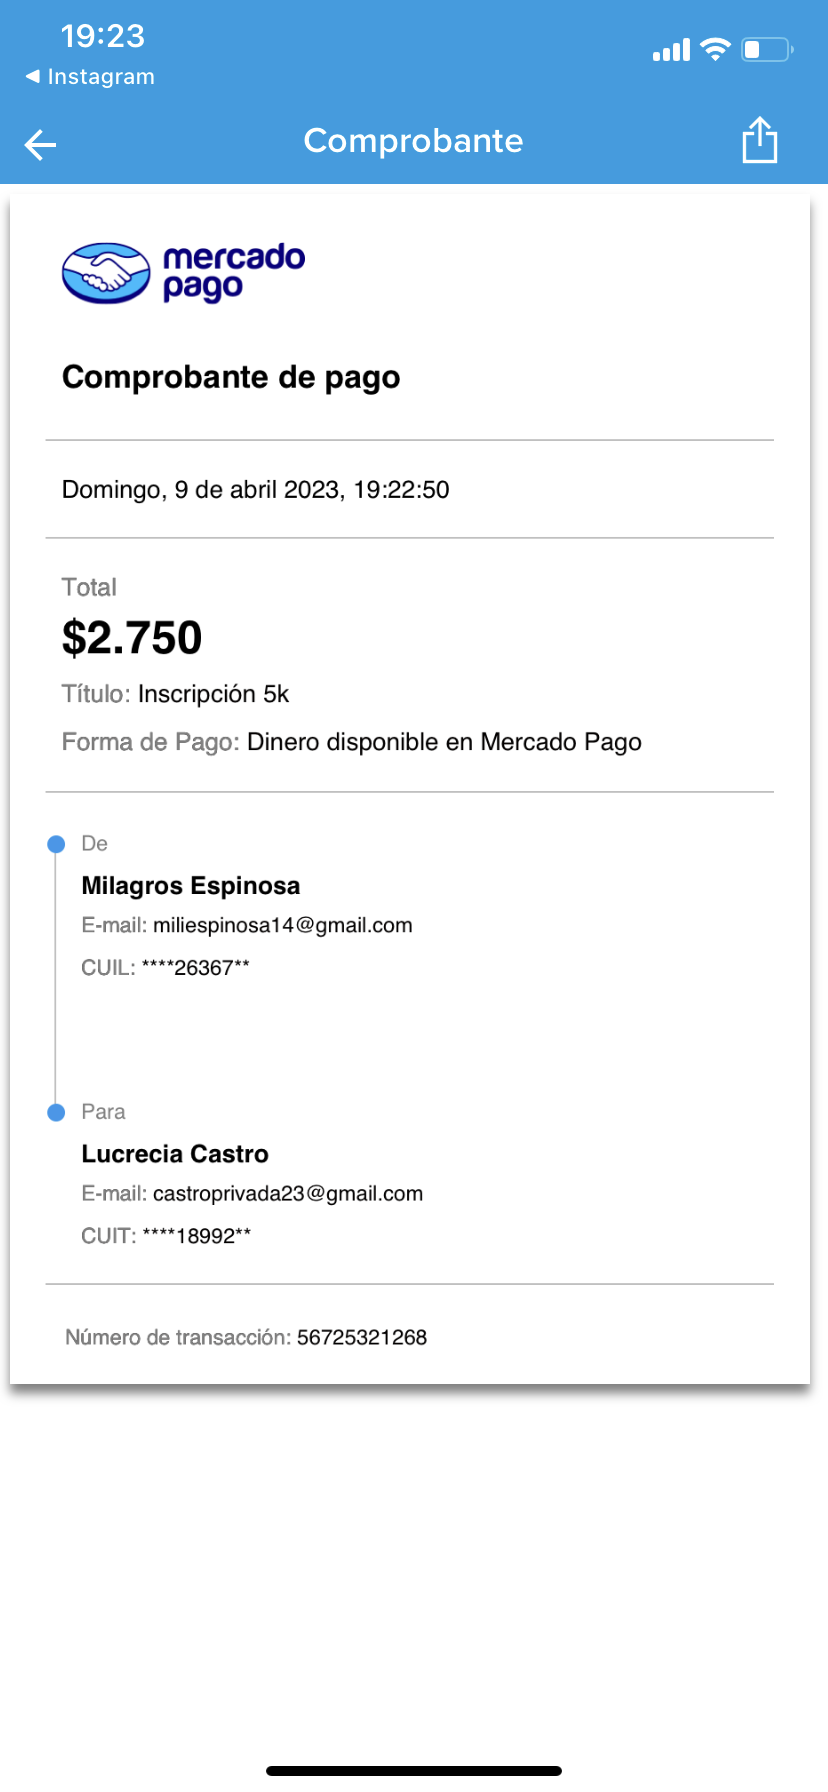 19:23
◀ Instagram
Comprobante
mercado
pago
Comprobante de pago
Domingo, 9 de abril 2023, 19:22:50
Total
$2.750
Título: Inscripción 5k
Forma de Pago: Dinero disponible en Mercado Pago
De
Milagros Espinosa
E-mail: miliespinosa14@gmail.com
CUIL: ****26367**
Para
Lucrecia Castro
E-mail: castroprivada23@gmail.com
CUIT: ****18992**
Número de transacción: 56725321268